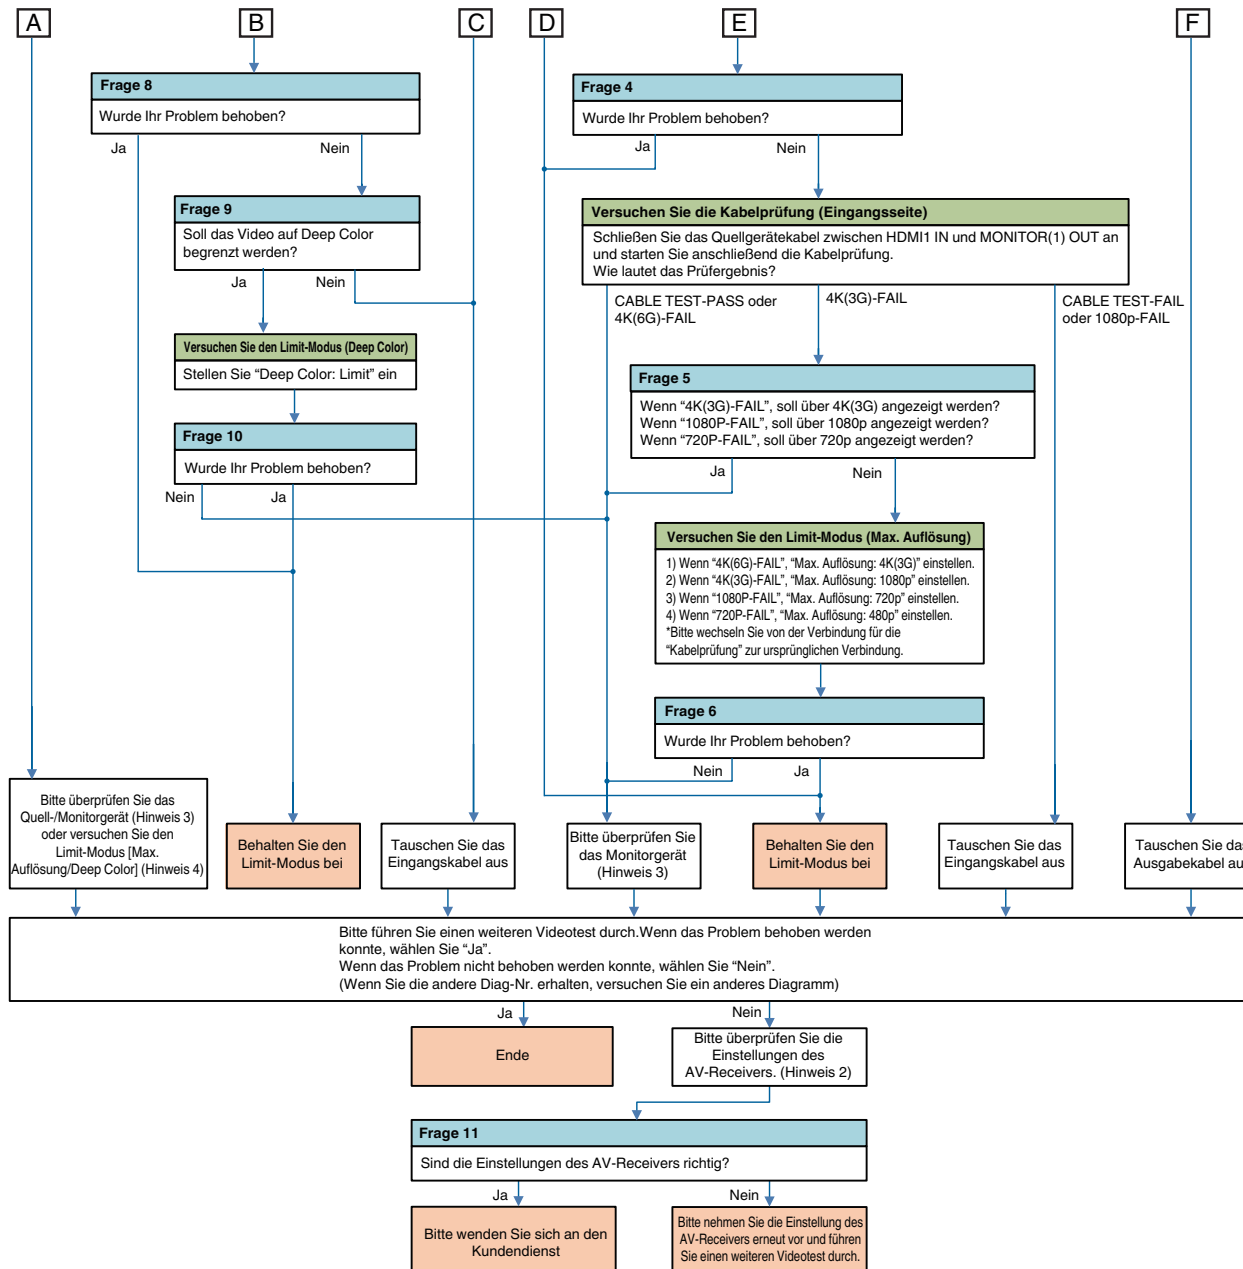 A
B
C
D
E
F
Frage 8
Wurde Ihr Problem behoben?
Ja
Nein
Frage 4
Wurde Ihr Problem behoben?
Ja
Nein
Frage 9
Soll das Video auf Deep Color
begrenzt werden?
Ja
Nein
Versuchen Sie die Kabelprüfung (Eingangsseite)
Schließen Sie das Quellgerätekabel zwischen HDMI1 IN und MONITOR(1) OUT an
und starten Sie anschließend die Kabelprüfung.
Wie lautet das Prüfergebnis?
CABLE TEST-PASS oder
4K(6G)-FAIL
4K(3G)-FAIL
CABLE TEST-FAIL
oder 1080p-FAIL
Versuchen Sie den Limit-Modus (Deep Color)
Stellen Sie “Deep Color: Limit” ein
Frage 5
Wenn “4K(3G)-FAIL”, soll über 4K(3G) angezeigt werden?
Wenn “1080P-FAIL”, soll über 1080p angezeigt werden?
Wenn “720P-FAIL”, soll über 720p angezeigt werden?
Ja
Nein
Frage 10
Wurde Ihr Problem behoben?
Nein
Ja
Versuchen Sie den Limit-Modus (Max. Auflösung)
1) Wenn “4K(6G)-FAIL”, “Max. Auflösung: 4K(3G)” einstellen.
2) Wenn “4K(3G)-FAIL”, “Max. Auflösung: 1080p” einstellen.
3) Wenn “1080P-FAIL”, “Max. Auflösung: 720p” einstellen.
4) Wenn “720P-FAIL”, “Max. Auflösung: 480p” einstellen.
*Bitte wechseln Sie von der Verbindung für die
“Kabelprüfung” zur ursprünglichen Verbindung.
Frage 6
Wurde Ihr Problem behoben?
Nein
Ja
Bitte überprüfen Sie das
Quell-/Monitorgerät (Hinweis 3)
oder versuchen Sie den
Limit-Modus [Max.
Auflösung/Deep Color] (Hinweis 4)
Behalten Sie den
Limit-Modus bei
Tauschen Sie das
Eingangskabel aus
Bitte überprüfen Sie
das Monitorgerät
(Hinweis 3)
Behalten Sie den
Limit-Modus bei
Tauschen Sie das
Eingangskabel aus
Tauschen Sie das
Ausgabekabel au
Bitte führen Sie einen weiteren Videotest durch.Wenn das Problem behoben werden
konnte, wählen Sie “Ja”.
Wenn das Problem nicht behoben werden konnte, wählen Sie “Nein”.
(Wenn Sie die andere Diag-Nr. erhalten, versuchen Sie ein anderes Diagramm)
Ja
Nein
Ende
Bitte überprüfen Sie die
Einstellungen des
AV-Receivers. (Hinweis 2)
Frage 11
Sind die Einstellungen des AV-Receivers richtig?
Ja
Nein
Bitte wenden Sie sich an den
Kundendienst
Bitte nehmen Sie die Einstellung des
AV-Receivers erneut vor und führen
Sie einen weiteren Videotest durch.